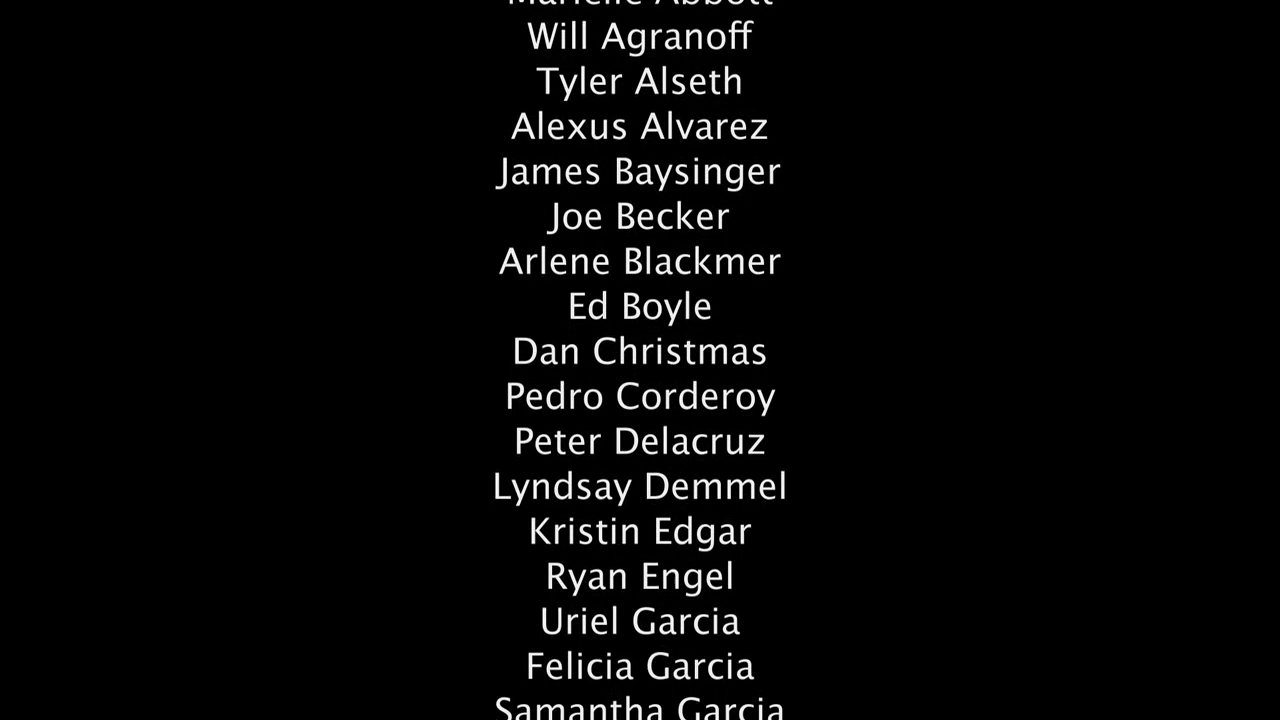 Will Agranoff
Tyler Alseth
Alexus Alvarez
James Baysinger
Joe Becker
Arlene Blackmer
Ed Boyle
Dan Christmas
Pedro Corderoy
Peter Delacruz
Lyndsay Demmel
Kristin Edgar
Ryan Engel
Uriel Garcia
Felicia Garcia
Samantha Garcia